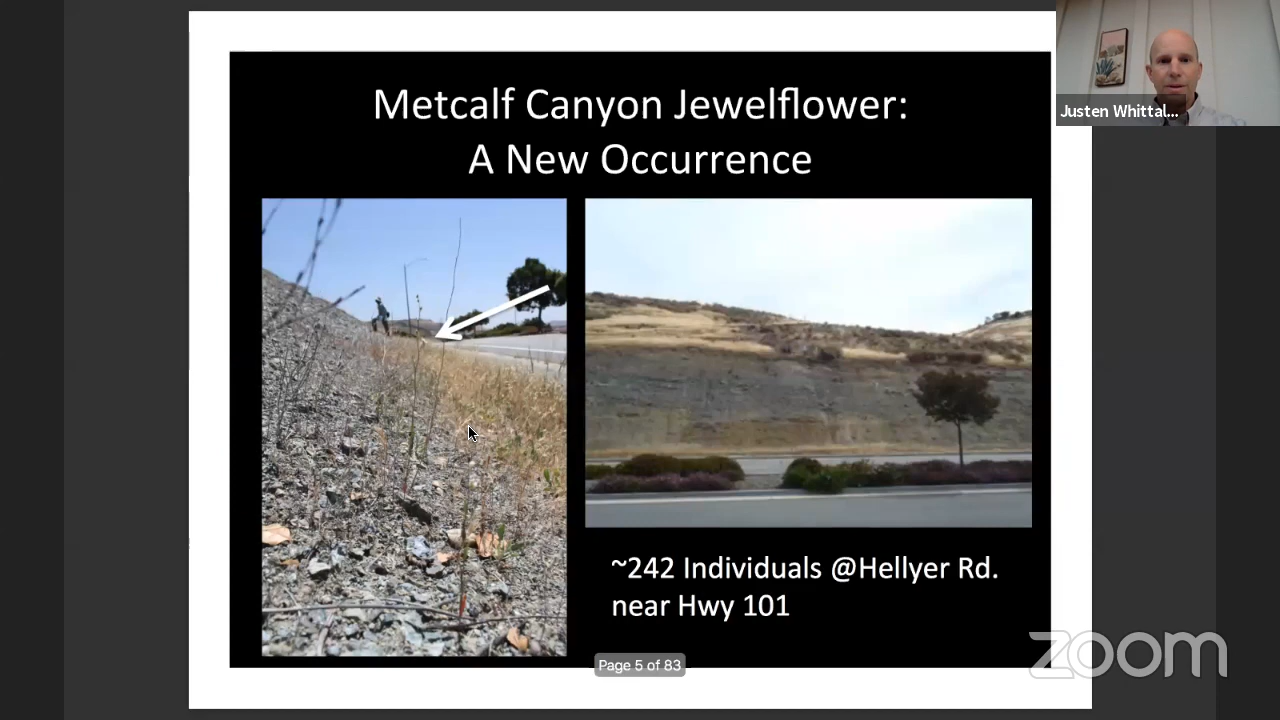 Metcalf Canyon Jewelflower:
A New Occurrence
Justen Whittal...
~242 Individuals @Hellyer Rd.
near Hwy 101
Page 5 of 83
zoom